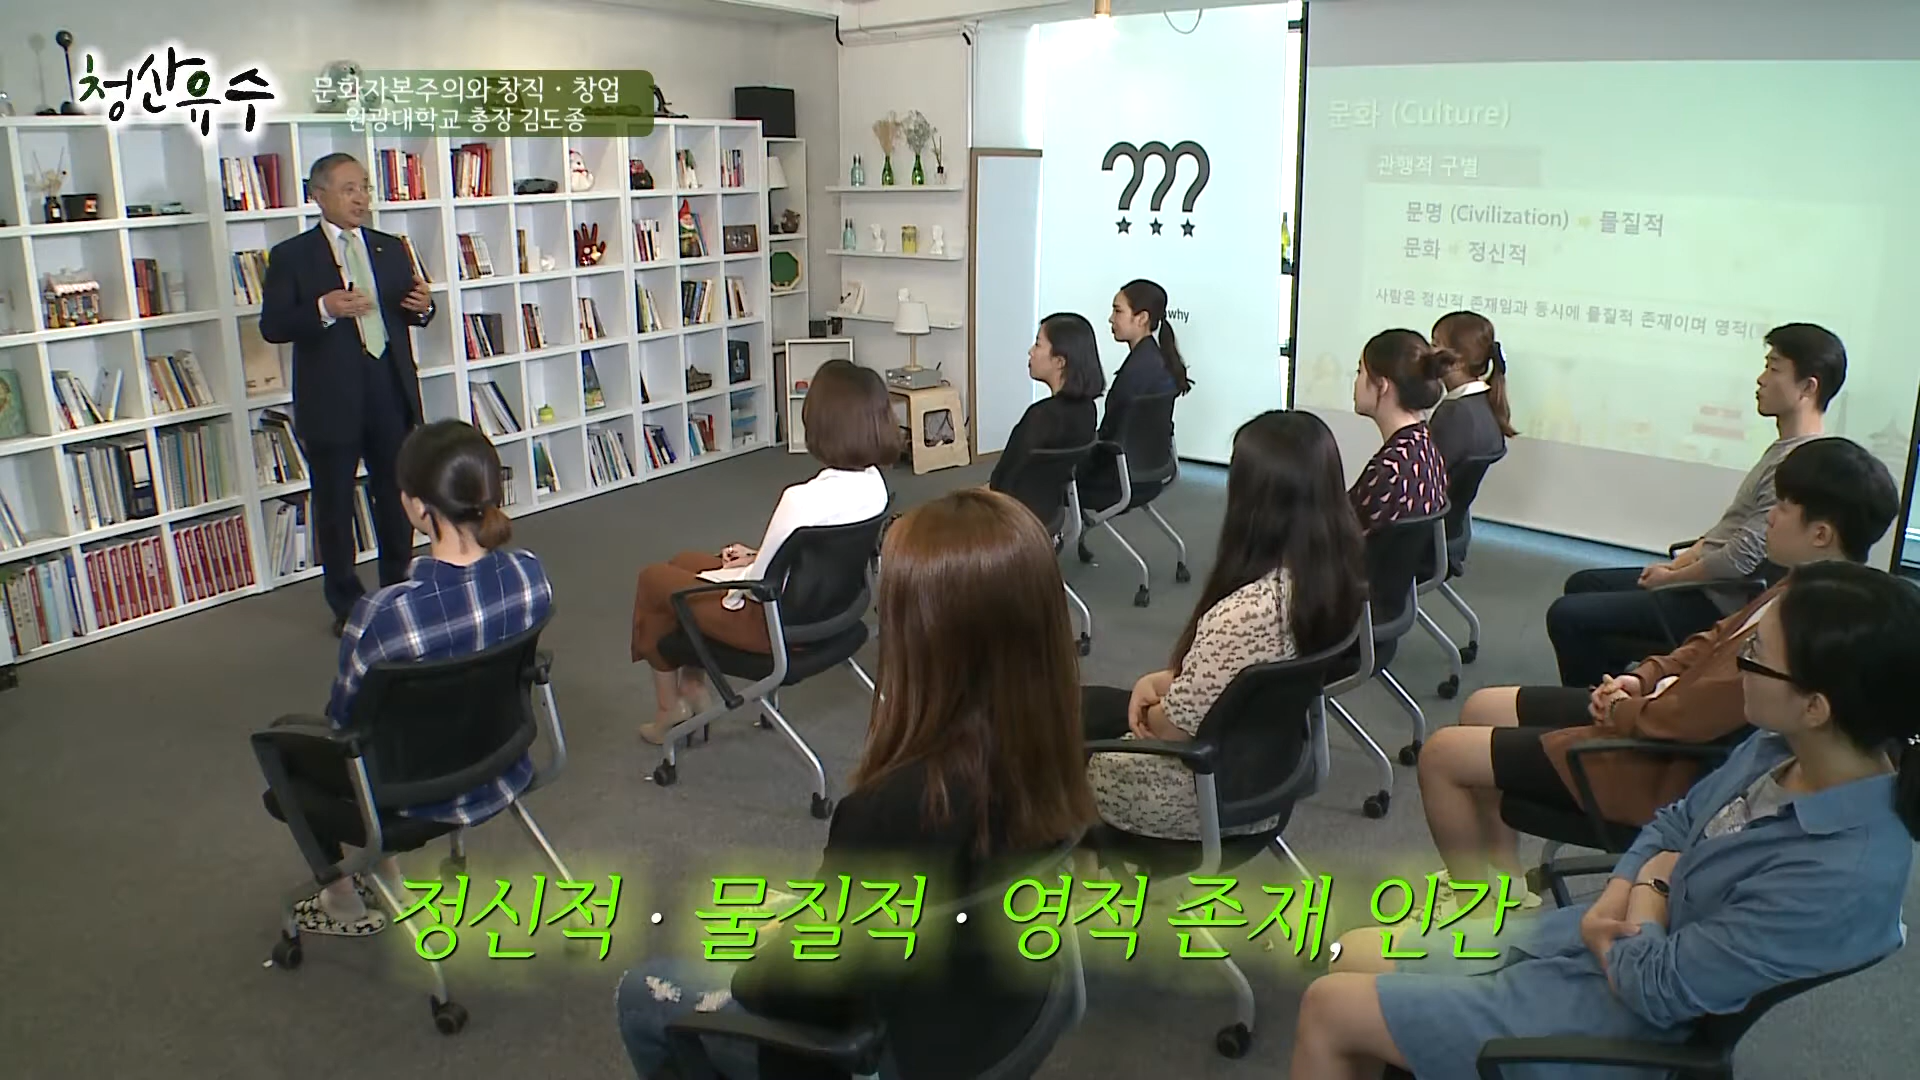 청산유수
문화자본주의와 창직 · 창업
원광대학교 총장 김도종
문화 (Culture)
관행적 구별
문명 (Civilization) 물질적
문화 정신적
사람은 정신적 존재임과 동시에 물질적 존재이며 영적
why
정신적 · 물질적 · 영적 존재, 인간